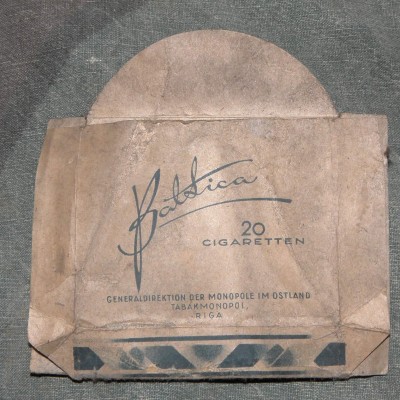 Baltica
20
CIGARETTEN
GENERALDIREKTION DER MONOPOLE IM OSTLAND
TABAKMONOPOL,
RIGA